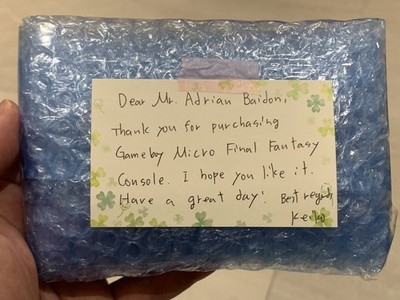 Dear Mr. Adrian Baidon,
Thank you for purchasing
Gameboy Micro Final Fantasy
Console. I hope you like it.
Have a great day! Best regards
Keiko